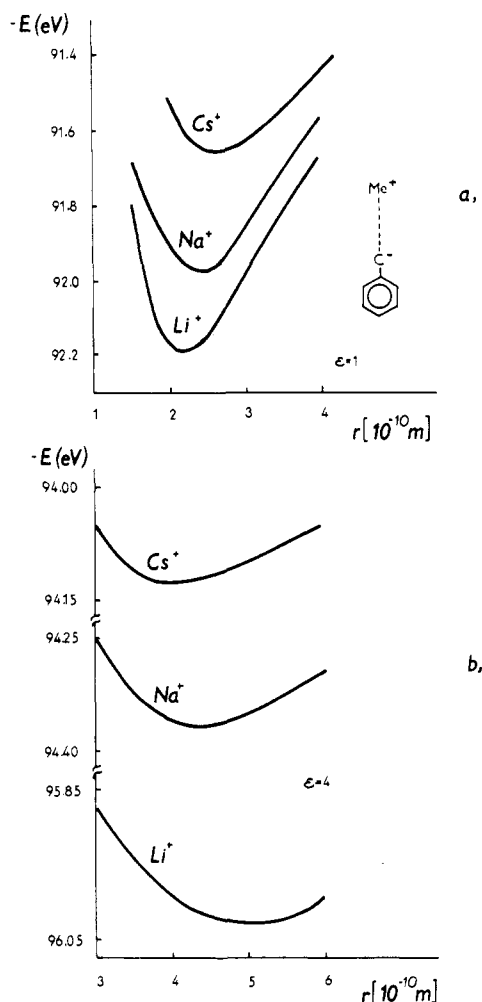 -E (eV)
91.4
91.6
91.8
92.0
92.2
Cs⁺
Na⁺
Li⁺
Me⁺
C⁻
a,
ε=1
1 2 3 4
r[10⁻¹⁰m]
-E (eV)
94.00
94.15
94.25
94.40
95.85
96.05
Cs⁺
Na⁺
Li⁺
b,
ε=4
3 4 5 6
r[10⁻¹⁰m]